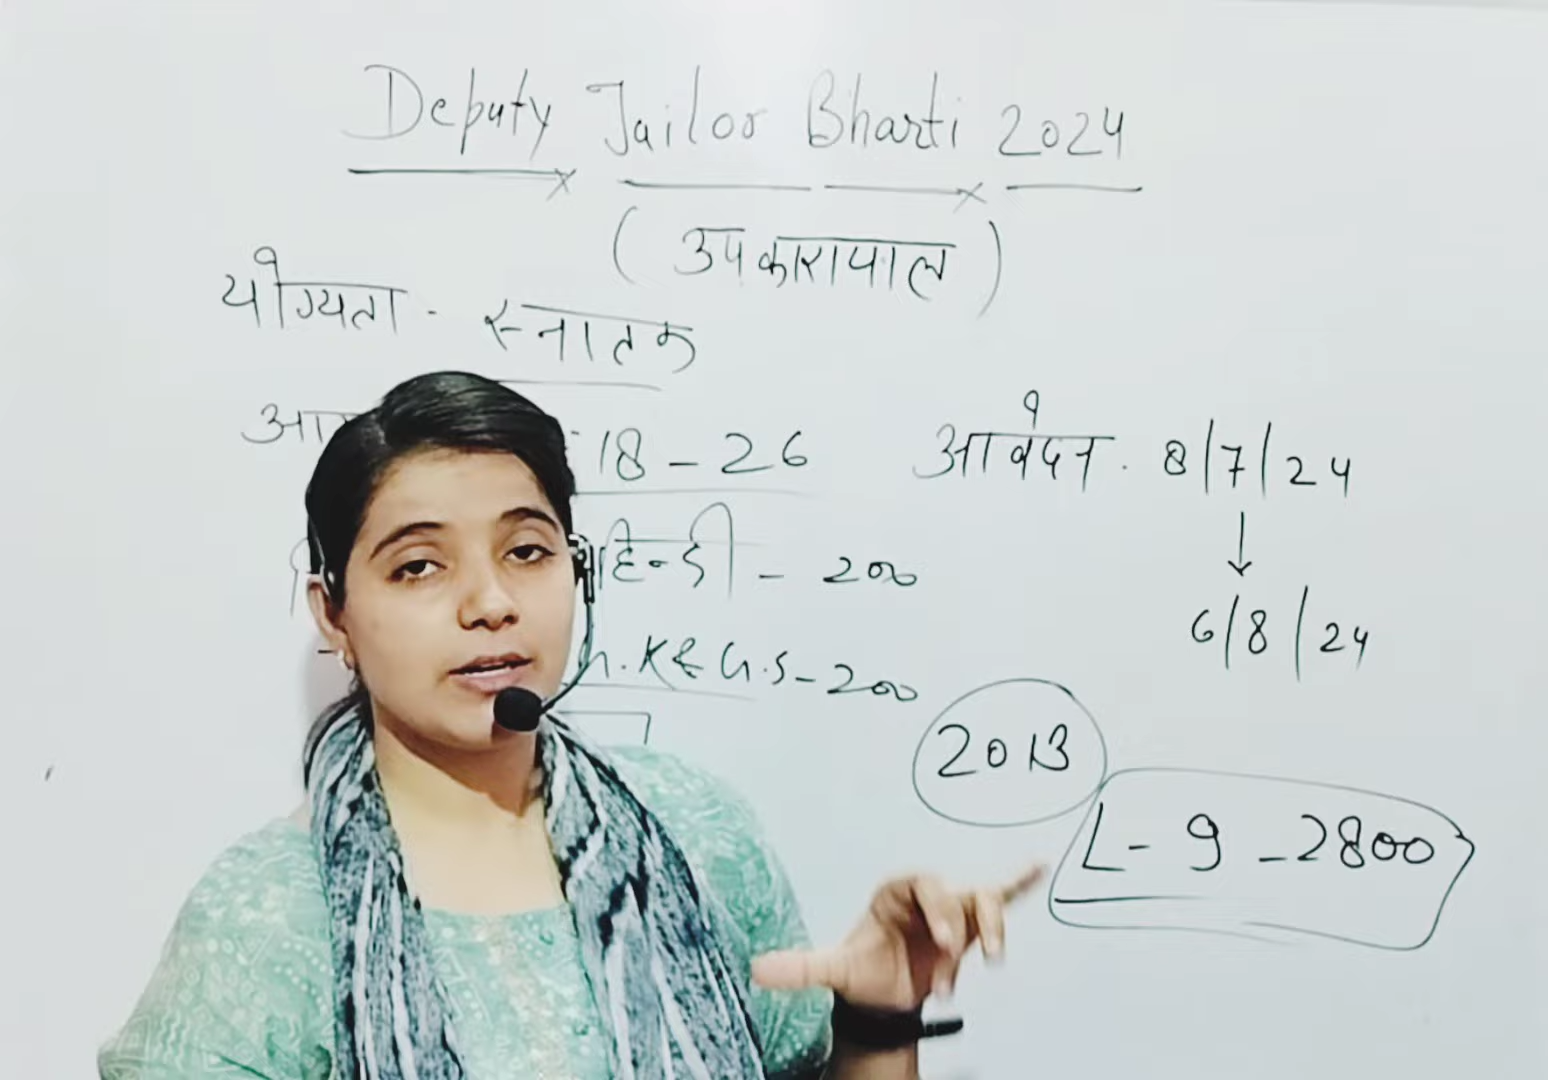 Deputy Jailor Bharti 2024
(उपकारापाल)
योग्यता - स्नातक
18 - 26
हिन्दी - 200
G.K & G.S - 200
आवेदन - 8/7/24
↓
6/8/24
2013
L - 9 - 2800